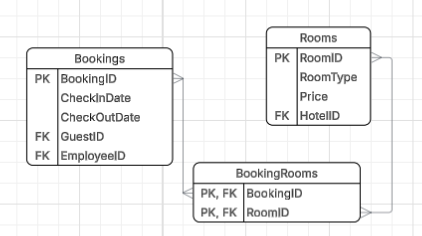 Bookings
PK BookingID
CheckInDate
CheckOutDate
FK GuestID
FK EmployeeID
Rooms
PK RoomID
RoomType
Price
FK HotelID
BookingRooms
PK, FK BookingID
PK, FK RoomID